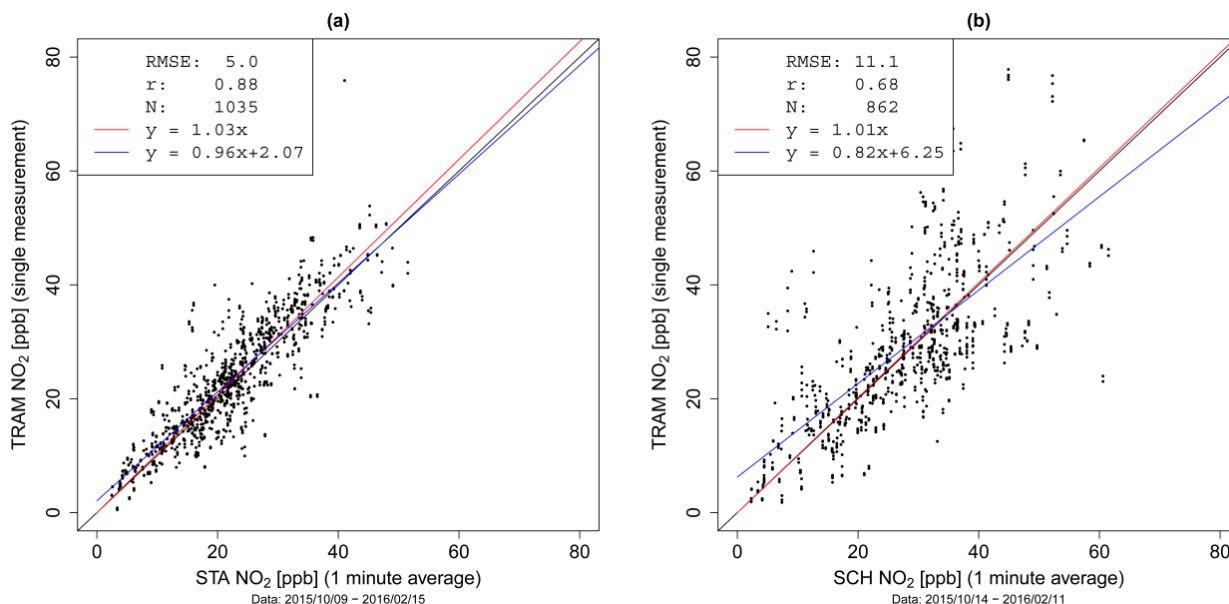 (a)
RMSE: 5.0
r: 0.88
N: 1035
y = 1.03x
y = 0.96x+2.07
80
60
40
20
0
TRAM NO₂ [ppb] (single measurement)
0 20 40 60 80
STA NO₂ [ppb] (1 minute average)
Data: 2015/10/09 − 2016/02/15
(b)
RMSE: 11.1
r: 0.68
N: 862
y = 1.01x
y = 0.82x+6.25
80
60
40
20
0
TRAM NO₂ [ppb] (single measurement)
0 20 40 60 80
SCH NO₂ [ppb] (1 minute average)
Data: 2015/10/14 − 2016/02/11